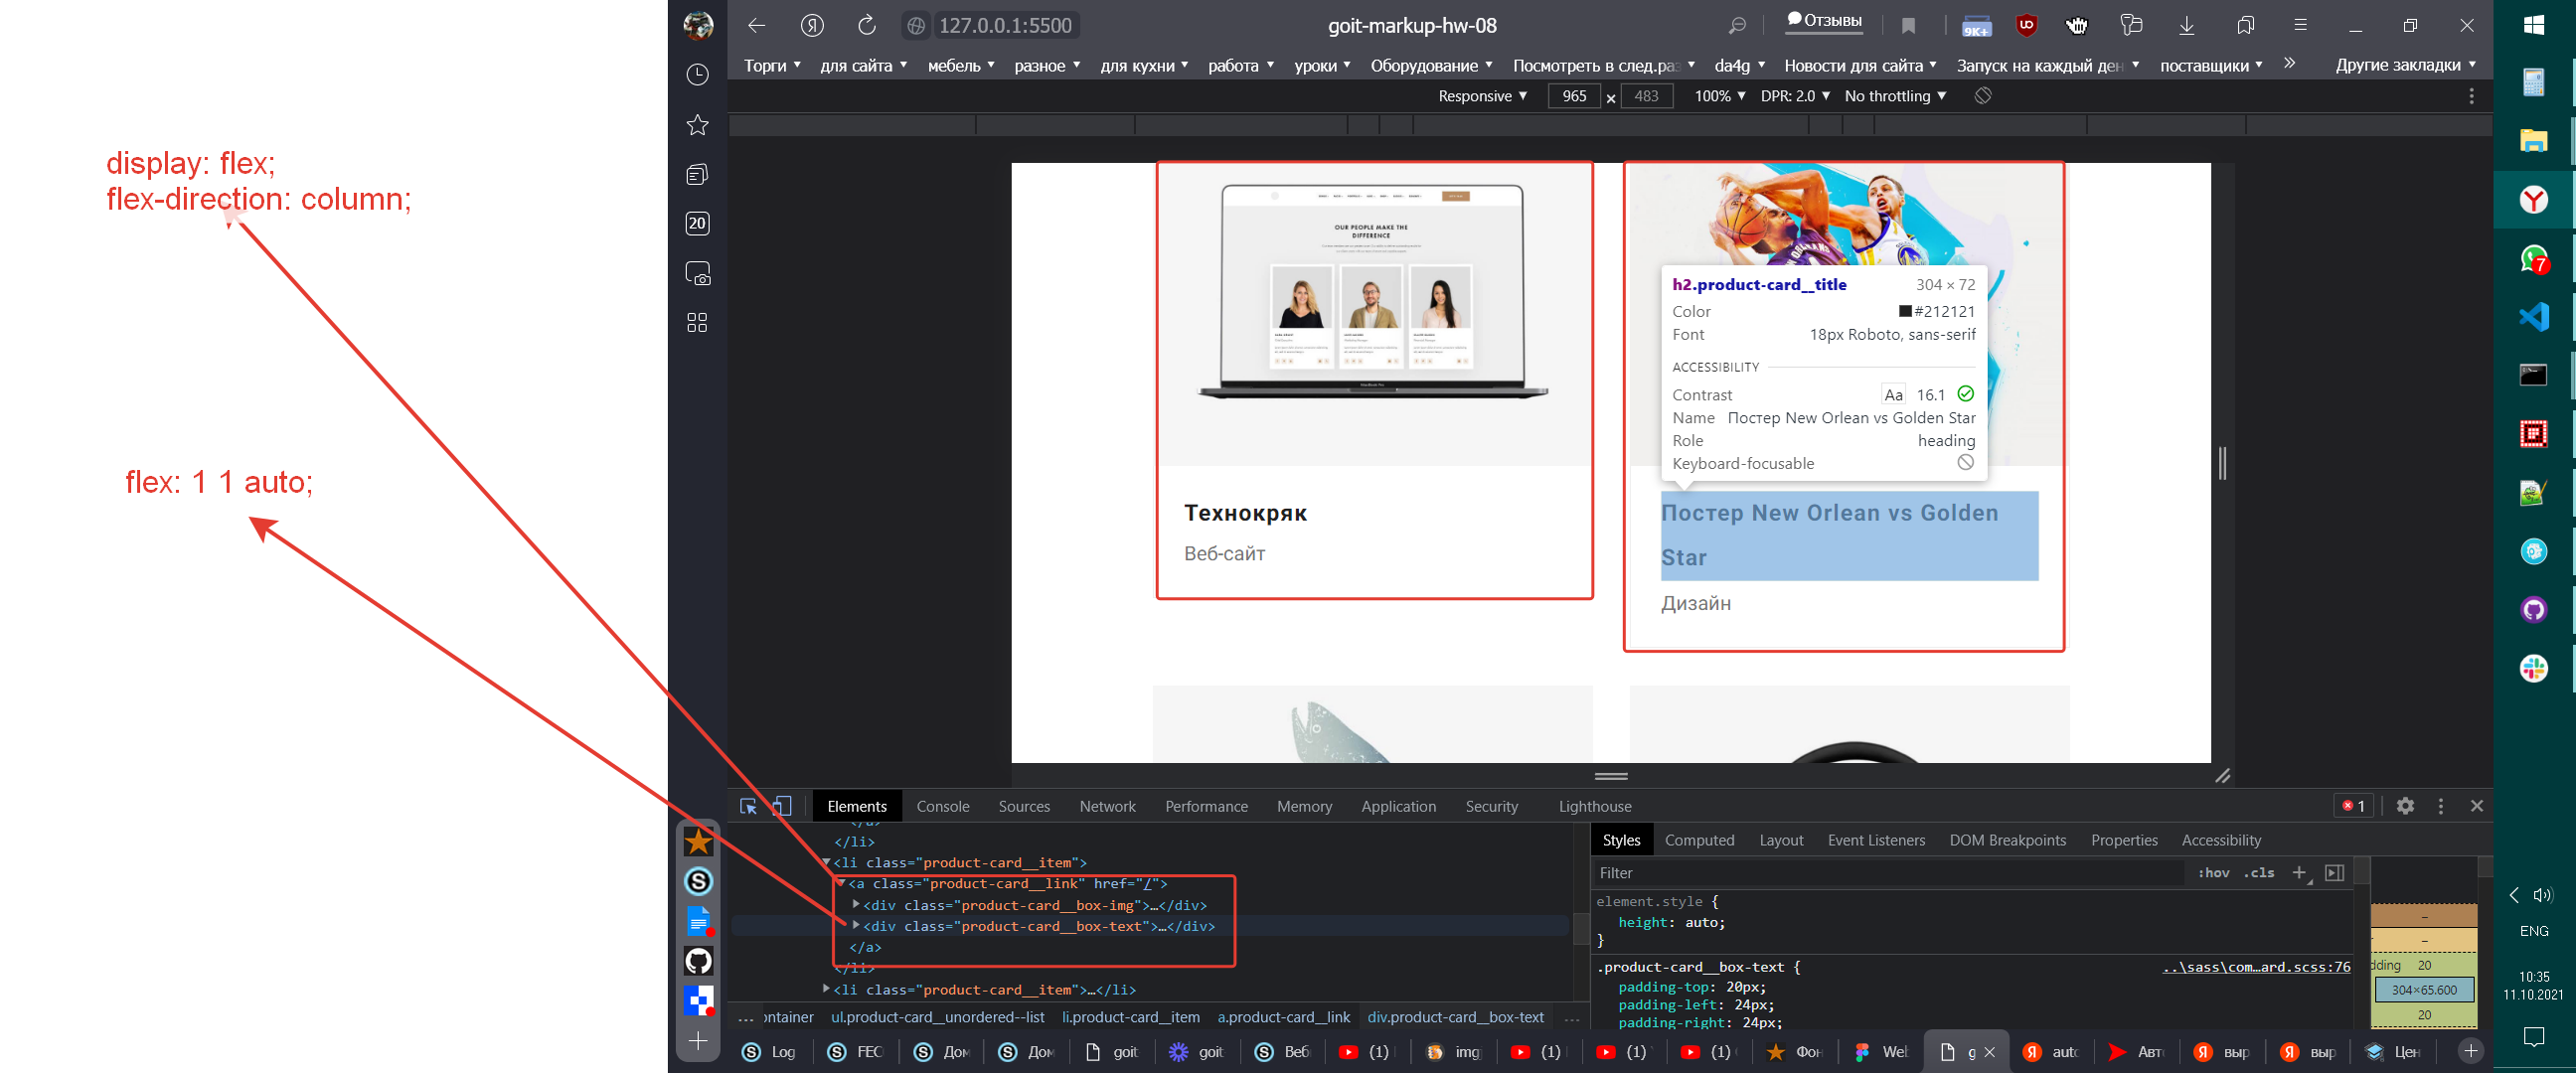 display: flex;
flex-direction: column;
flex: 1 1 auto;
127.0.0.1:5500
goit-markup-hw-08
Отзывы
9K+
Торги
для сайта
мебель
разное
для кухни
работа
уроки
Оборудование
Посмотреть в след.раз
da4g
Новости для сайта
Запуск на каждый ден
поставщики
»
Другие закладки
Responsive
965
×
483
100%
DPR: 2.0
No throttling
20
OUR PEOPLE MAKE THE
DIFFERENCE
h2.product-card__title
304 × 72
Color
#212121
Font
18px Roboto, sans-serif
ACCESSIBILITY
Contrast
Aa
16.1
Name
Постер New Orlean vs Golden Star
Role
heading
Keyboard-focusable
Технокряк
Веб-сайт
Постер New Orlean vs Golden
Star
Дизайн
Elements
Console
Sources
Network
Performance
Memory
Application
Security
Lighthouse
1
</a>
</li>
<li class="product-card__item">
<a class="product-card__link" href="/">
<div class="product-card__box-img">…</div>
<div class="product-card__box-text">…</div>
</a>
</li>
<li class="product-card__item">…</li>
... ontainer ul.product-card__unordered--list li.product-card__item a.product-card__link div.product-card__box-text ...
Styles
Computed
Layout
Event Listeners
DOM Breakpoints
Properties
Accessibility
Filter
:hov .cls
element.style {
height: auto;
}
.product-card__box-text {
..\sass\com…ard.scss:76
padding-top: 20px;
padding-left: 24px;
padding-right: 24px;
–
–
dding 20
304×65.600
20
Log
FEC
Дом
Дом
goit
goit
Веб
(1)
img
(1)
(1)
(1)
Фон
Web
g
auto
Авт
выр
выр
Цен
7
ENG
10:35
11.10.2021